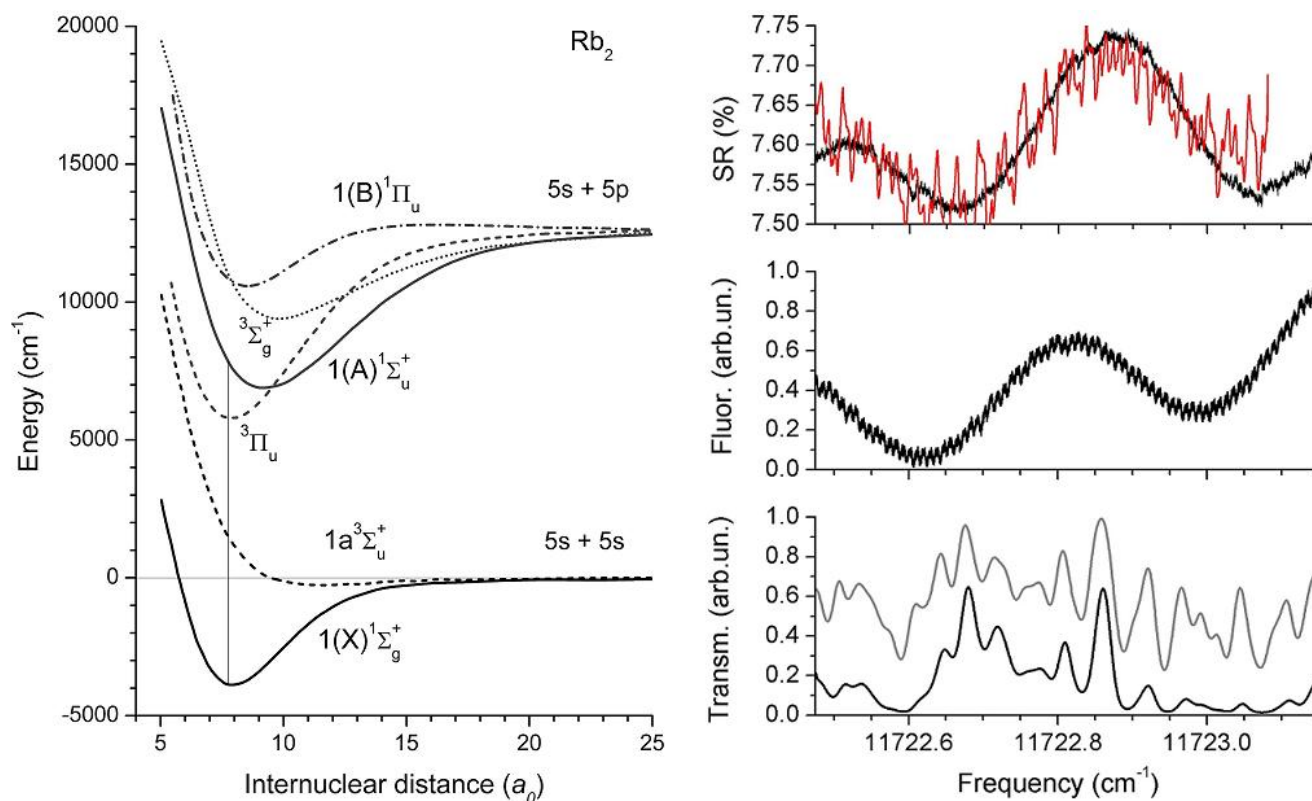 Rb₂
20000
15000
10000
5000
0
-5000
Energy (cm⁻¹)
1(B)¹Πᵤ
5s + 5p
³Σg⁺
1(A)¹Σᵤ⁺
³Πᵤ
1a³Σᵤ⁺
5s + 5s
1(X)¹Σg⁺
5 10 15 20 25
Internuclear distance (a₀)
7.75
7.70
7.65
7.60
7.55
7.50
SR (%)
1.0
0.8
0.6
0.4
0.2
0.0
Fluor. (arb.un.)
1.0
0.8
0.6
0.4
0.2
0.0
Transm. (arb.un.)
11722.6 11722.8 11723.0
Frequency (cm⁻¹)